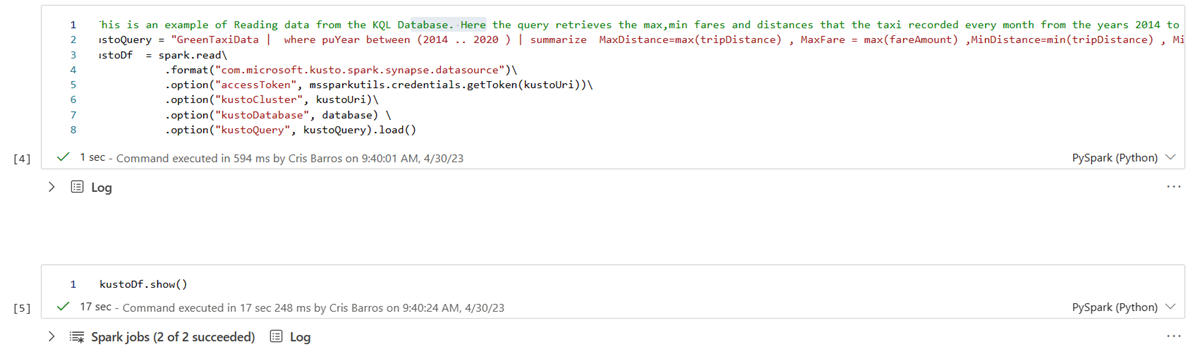 1 his is an example of Reading data from the KQL Database. Here the query retrieves the max,min fares and distances that the taxi recorded every month from the years 2014 to
2 stoQuery = "GreenTaxiData |  where puYear between (2014 .. 2020 ) | summarize  MaxDistance=max(tripDistance) , MaxFare = max(fareAmount) ,MinDistance=min(tripDistance) , Mi
3 stoDf  = spark.read\
4 .format("com.microsoft.kusto.spark.synapse.datasource")\
5 .option("accessToken", mssparkutils.credentials.getToken(kustoUri))\
6 .option("kustoCluster", kustoUri)\
7 .option("kustoDatabase", database) \
8 .option("kustoQuery", kustoQuery).load()
[4] 1 sec - Command executed in 594 ms by Cris Barros on 9:40:01 AM, 4/30/23 PySpark (Python)
Log
1 kustoDf.show()
[5] 17 sec - Command executed in 17 sec 248 ms by Cris Barros on 9:40:24 AM, 4/30/23 PySpark (Python)
Spark jobs (2 of 2 succeeded) Log